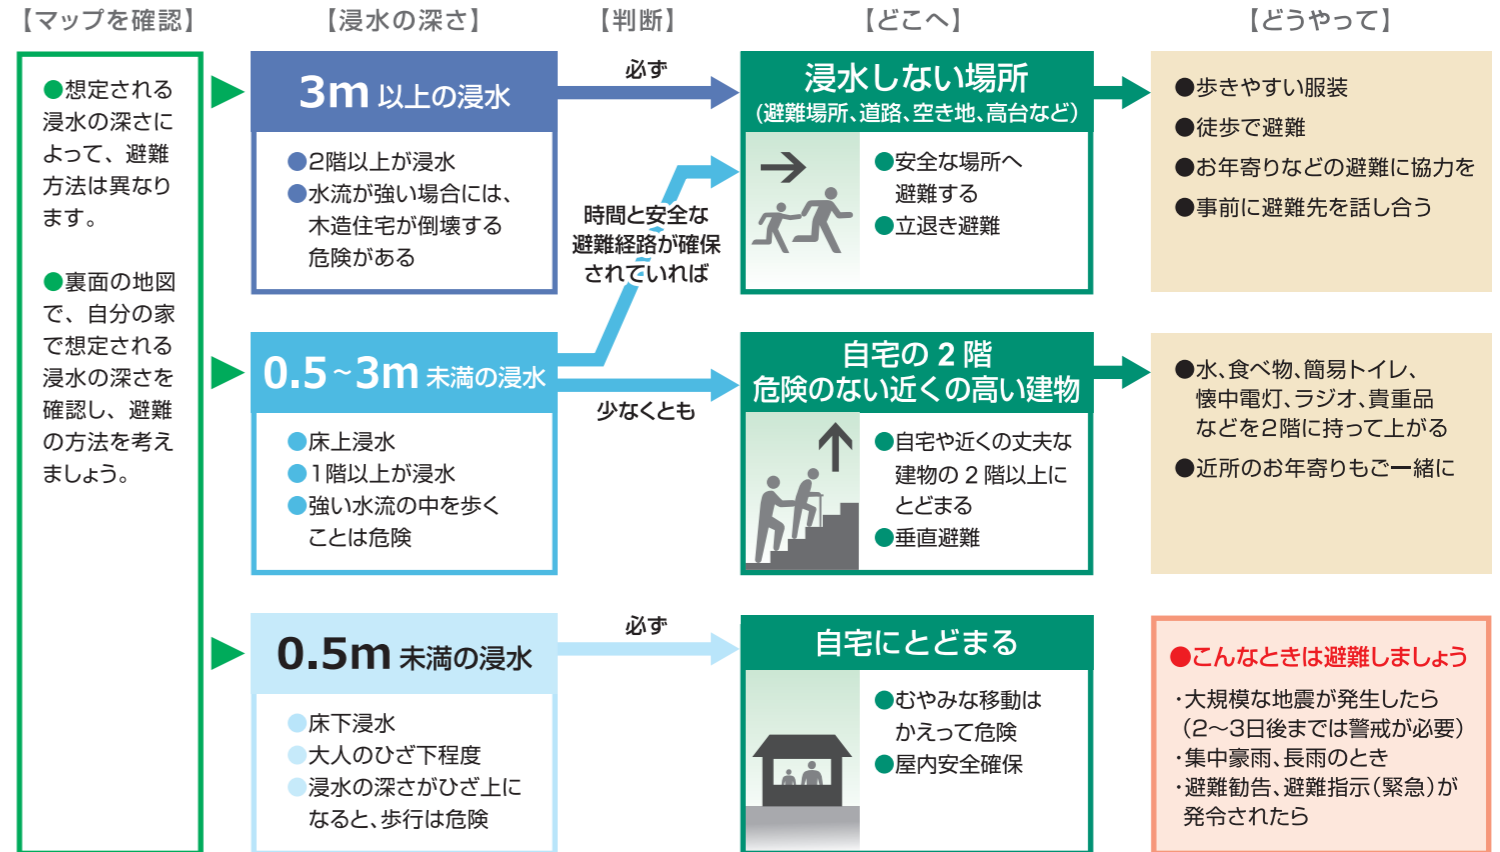 【マップを確認】
【浸水の深さ】
【判断】
【どこへ】
【どうやって】
●想定される
浸水の深さに
よって、避難
方法は異なり
ます。
●裏面の地図
で、自分の家
で想定される
浸水の深さを
確認し、避難
の方法を考え
ましょう。
3m 以上の浸水
●2階以上が浸水
●水流が強い場合には、
木造住宅が倒壊する
危険がある
必ず
浸水しない場所
(避難場所、道路、空き地、高台など)
●安全な場所へ
避難する
●立退き避難
●歩きやすい服装
●徒歩で避難
●お年寄りなどの避難に協力を
●事前に避難先を話し合う
時間と安全な
避難経路が確保
されていれば
0.5~3m 未満の浸水
●床上浸水
●1階以上が浸水
●強い水流の中を歩く
ことは危険
少なくとも
自宅の 2 階
危険のない近くの高い建物
●自宅や近くの丈夫な
建物の 2 階以上に
とどまる
●垂直避難
●水、食べ物、簡易トイレ、
懐中電灯、ラジオ、貴重品
などを2階に持って上がる
●近所のお年寄りもご一緒に
0.5m 未満の浸水
●床下浸水
●大人のひざ下程度
●浸水の深さがひざ上に
なると、歩行は危険
必ず
自宅にとどまる
●むやみな移動は
かえって危険
●屋内安全確保
●こんなときは避難しましょう
・大規模な地震が発生したら
(2〜3日後までは警戒が必要)
・集中豪雨、長雨のとき
・避難勧告、避難指示(緊急)が
発令されたら